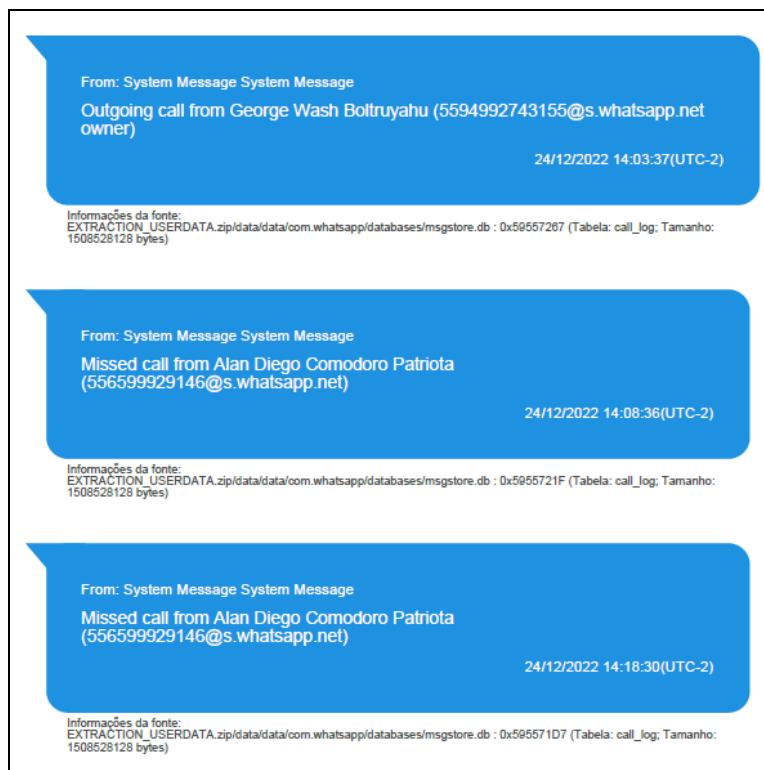 From: System Message System Message
Outgoing call from George Wash Boltruyahu (5594992743155@s.whatsapp.net
owner)
24/12/2022 14:03:37(UTC-2)
Informações da fonte:
EXTRACTION_USERDATA.zip/data/data/com.whatsapp/databases/msgstore.db : 0x59557267 (Tabela: call_log; Tamanho:
1508528128 bytes)
From: System Message System Message
Missed call from Alan Diego Comodoro Patriota
(556599929146@s.whatsapp.net)
24/12/2022 14:08:36(UTC-2)
Informações da fonte:
EXTRACTION_USERDATA.zip/data/data/com.whatsapp/databases/msgstore.db : 0x5955721F (Tabela: call_log; Tamanho:
1508528128 bytes)
From: System Message System Message
Missed call from Alan Diego Comodoro Patriota
(556599929146@s.whatsapp.net)
24/12/2022 14:18:30(UTC-2)
Informações da fonte:
EXTRACTION_USERDATA.zip/data/data/com.whatsapp/databases/msgstore.db : 0x595571D7 (Tabela: call_log; Tamanho:
1508528128 bytes)